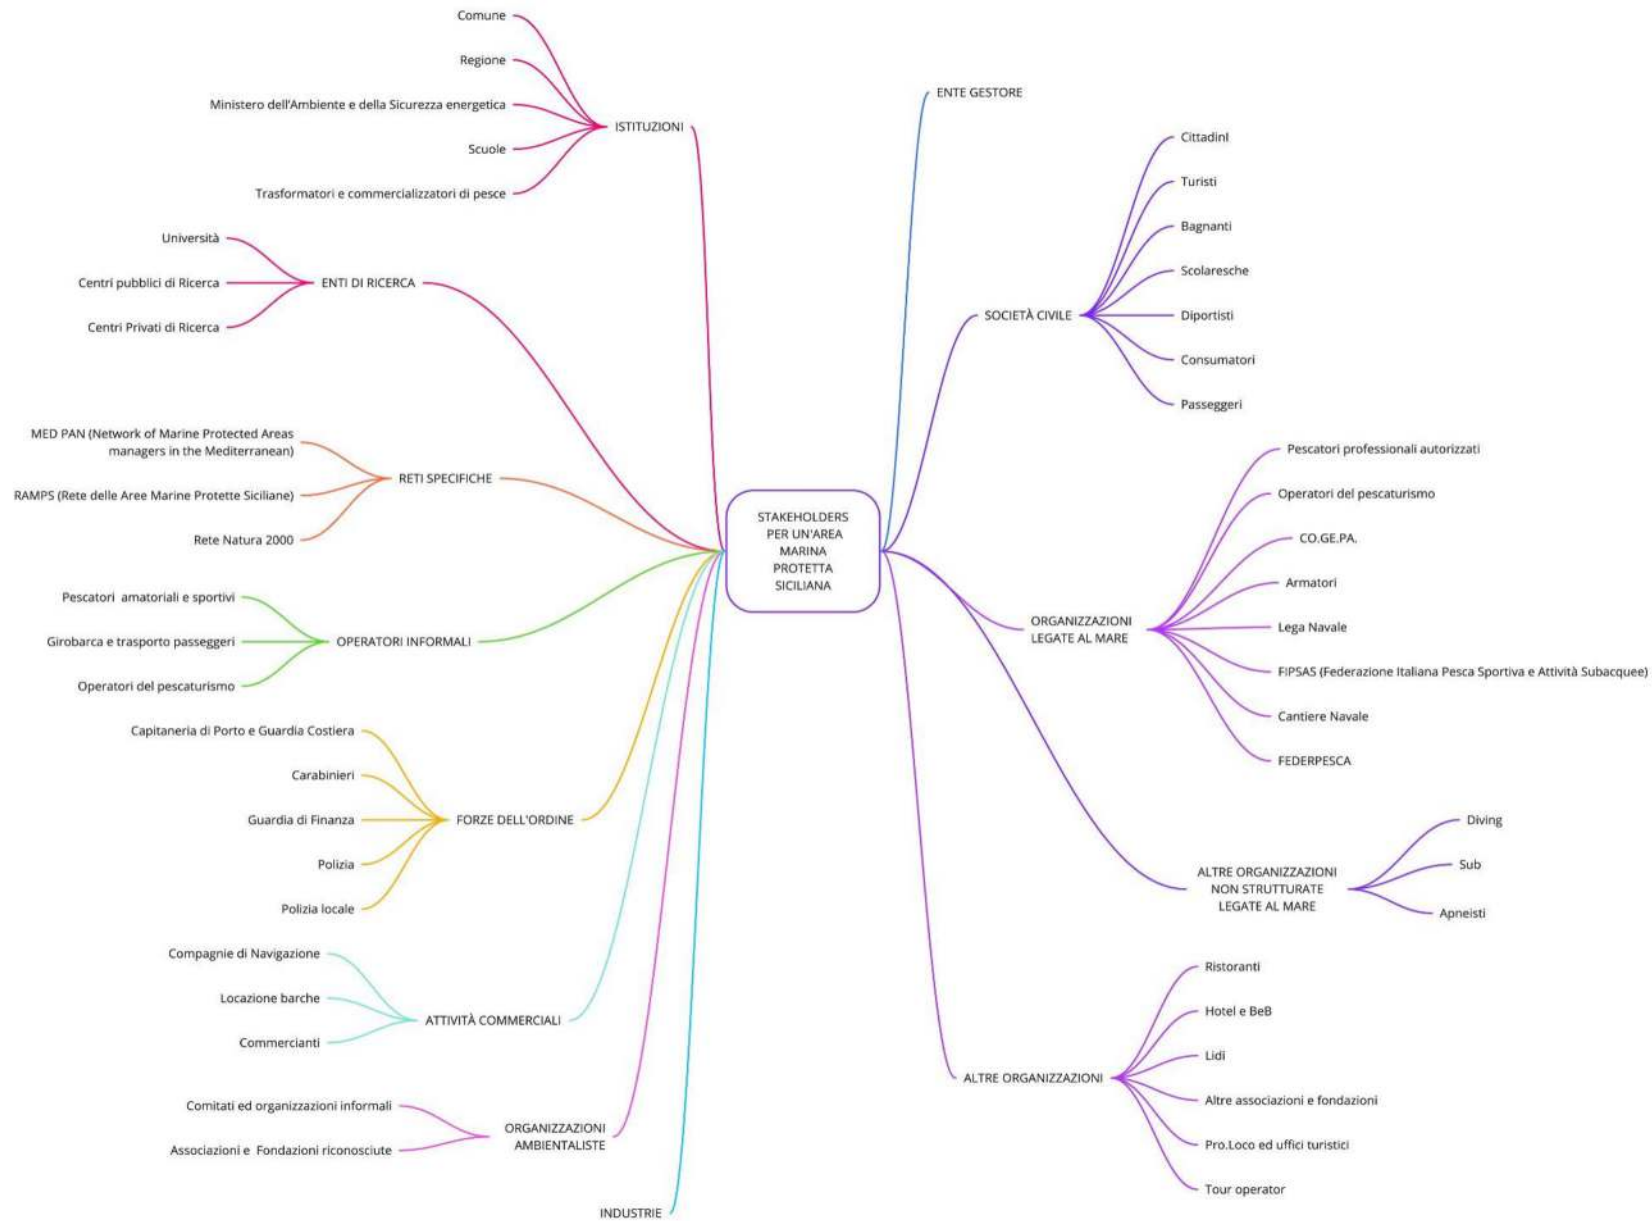 STAKEHOLDERS
PER UN'AREA
MARINA
PROTETTA
SICILIANA
ISTITUZIONI
Comune
Regione
Ministero dell'Ambiente e della Sicurezza energetica
Scuole
Trasformatori e commercializzatori di pesce
ENTI DI RICERCA
Università
Centri pubblici di Ricerca
Centri Privati di Ricerca
RETI SPECIFICHE
MED PAN (Network of Marine Protected Areas
managers in the Mediterranean)
RAMPS (Rete delle Aree Marine Protette Siciliane)
Rete Natura 2000
OPERATORI INFORMALI
Pescatori amatoriali e sportivi
Girobarca e trasporto passeggeri
Operatori del pescaturismo
FORZE DELL'ORDINE
Capitaneria di Porto e Guardia Costiera
Carabinieri
Guardia di Finanza
Polizia
Polizia locale
ATTIVITÀ COMMERCIALI
Compagnie di Navigazione
Locazione barche
Commercianti
ORGANIZZAZIONI
AMBIENTALISTE
Comitati ed organizzazioni informali
Associazioni e Fondazioni riconosciute
INDUSTRIE
ENTE GESTORE
SOCIETÀ CIVILE
CittadinI
Turisti
Bagnanti
Scolaresche
Diportisti
Consumatori
Passeggeri
ORGANIZZAZIONI
LEGATE AL MARE
Pescatori professionali autorizzati
Operatori del pescaturismo
CO.GE.PA.
Armatori
Lega Navale
FIPSAS (Federazione Italiana Pesca Sportiva e Attività Subacquee)
Cantiere Navale
FEDERPESCA
ALTRE ORGANIZZAZIONI
NON STRUTTURATE
LEGATE AL MARE
Diving
Sub
Apneisti
ALTRE ORGANIZZAZIONI
Ristoranti
Hotel e BeB
Lidi
Altre associazioni e fondazioni
Pro.Loco ed uffici turistici
Tour operator